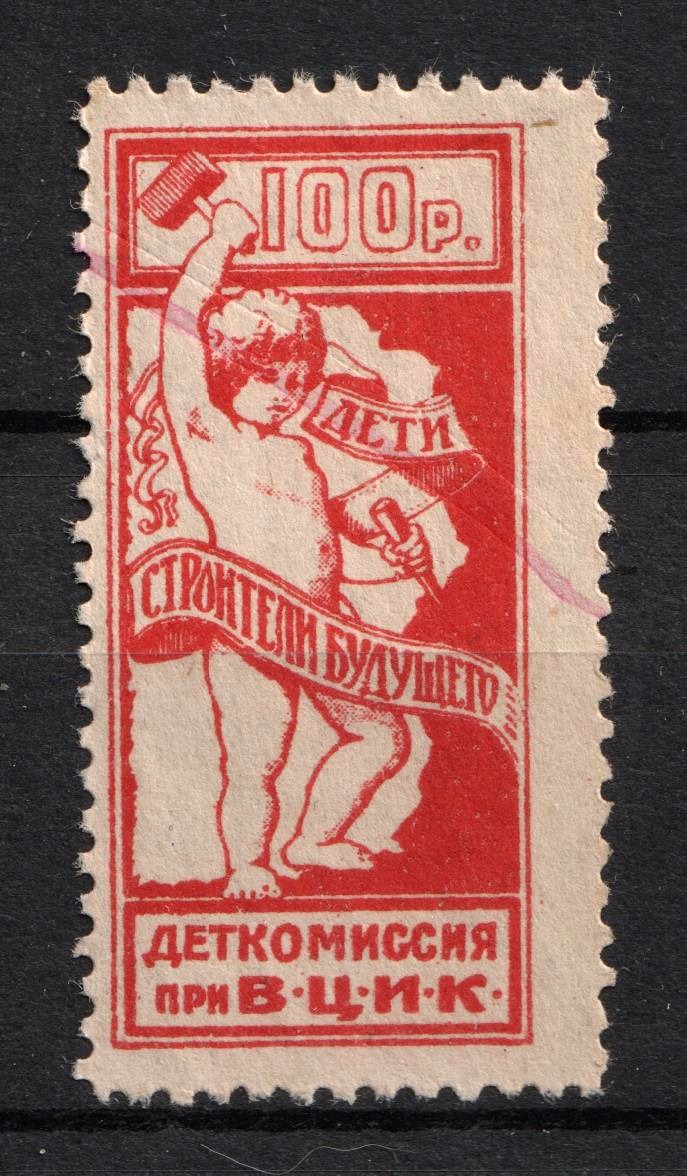 100р.
ДЕТИ
СТРОИТЕЛИ БУДУЩЕГО
ДЕТКОМИССИЯ
ПРИ В·Ц·И·К·